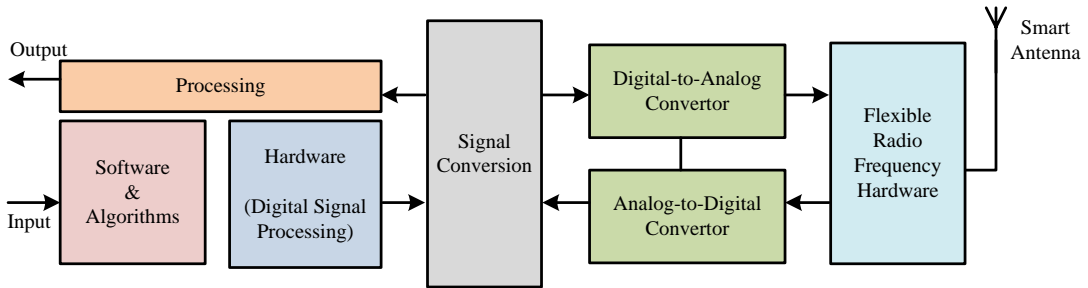 Output
Processing
Input
Software
&
Algorithms
Hardware
(Digital Signal
Processing)
Signal
Conversion
Digital-to-Analog
Convertor
Analog-to-Digital
Convertor
Flexible
Radio
Frequency
Hardware
Smart
Antenna